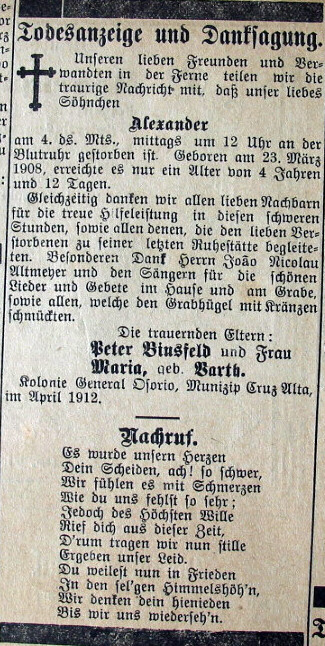 Todesanzeige und Danksagung.
Unseren lieben Freunden und Ver-
wandten in der Ferne teilen wir die
traurige Nachricht mit, daß unser liebes
Söhnchen
Alexander
am 4. ds. Mts., mittags um 12 Uhr an der
Blutruhr gestorben ist. Geboren am 23. März
1908, erreichte es nur ein Alter von 4 Jahren
und 12 Tagen.
Gleichzeitig danken wir allen lieben Nachbarn
für die treue Hilfeleistung in diesen schweren
Stunden, sowie allen denen, die den lieben Ver-
storbenen zu seiner letzten Ruhestätte begleite-
ten. Besonderen Dank Herrn João Nicolau
Altmeyer und den Sängern für die schönen
Lieder und Gebete im Hause und am Grabe,
sowie allen, welche den Grabhügel mit Kränzen
schmückten.
Die trauernden Eltern:
Peter Biusfeld und Frau
Maria, geb. Barth.
Kolonie General Osorio, Munizip Cruz Alta,
im April 1912.
Nachruf.
Es wurde unsern Herzen
Dein Scheiden, ach! so schwer,
Wir fühlen es mit Schmerzen
Wie du uns fehlst so sehr;
Jedoch des Höchsten Wille
Rief dich aus dieser Zeit,
D'rum tragen wir nun stille
Ergeben unser Leid.
Du weilest nun in Frieden
In den sel'gen Himmelshöh'n,
Wir denken dein hienieden
Bis wir uns wiederseh'n.